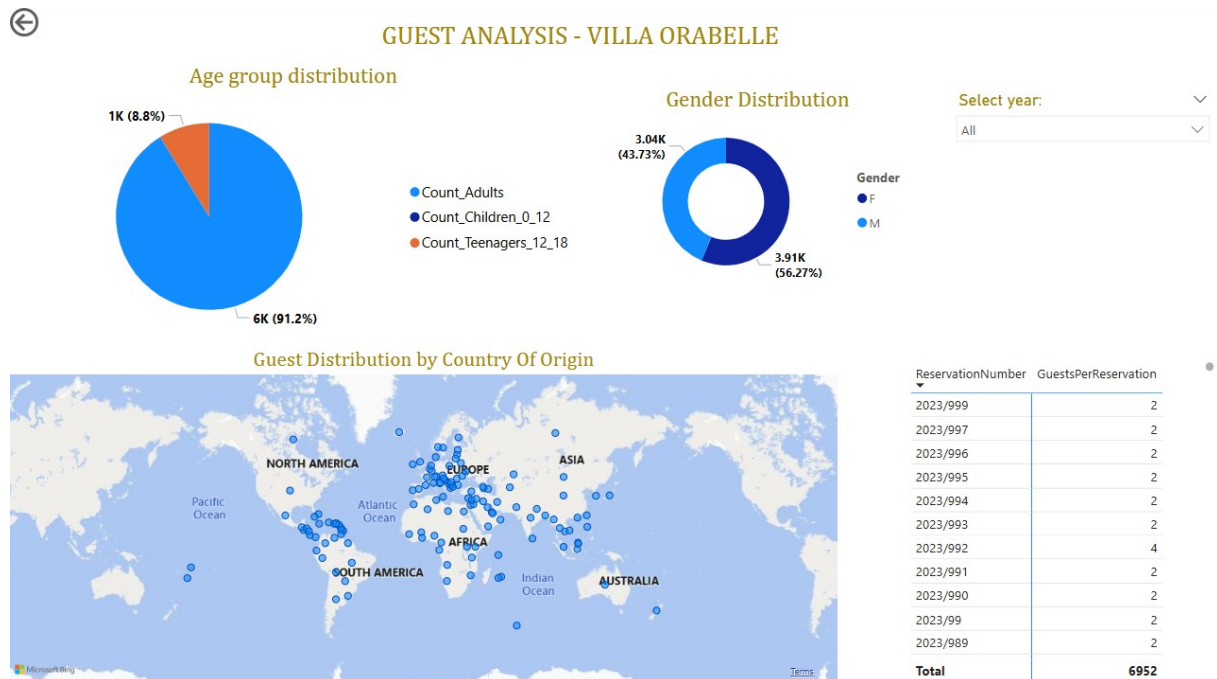 GUEST ANALYSIS - VILLA ORABELLE
Age group distribution
1K (8.8%)
6K (91.2%)
Count_Adults
Count_Children_0_12
Count_Teenagers_12_18
Gender Distribution
3.04K
(43.73%)
3.91K
(56.27%)
Gender
F
M
Select year:
All
Guest Distribution by Country Of Origin
NORTH AMERICA
EUROPE
ASIA
Pacific
Ocean
Atlantic
Ocean
AFRICA
SOUTH AMERICA
Indian
Ocean
AUSTRALIA
Microsoft Bing
Terms
ReservationNumber GuestsPerReservation
2023/999 2
2023/997 2
2023/996 2
2023/995 2
2023/994 2
2023/993 2
2023/992 4
2023/991 2
2023/990 2
2023/99 2
2023/989 2
Total 6952